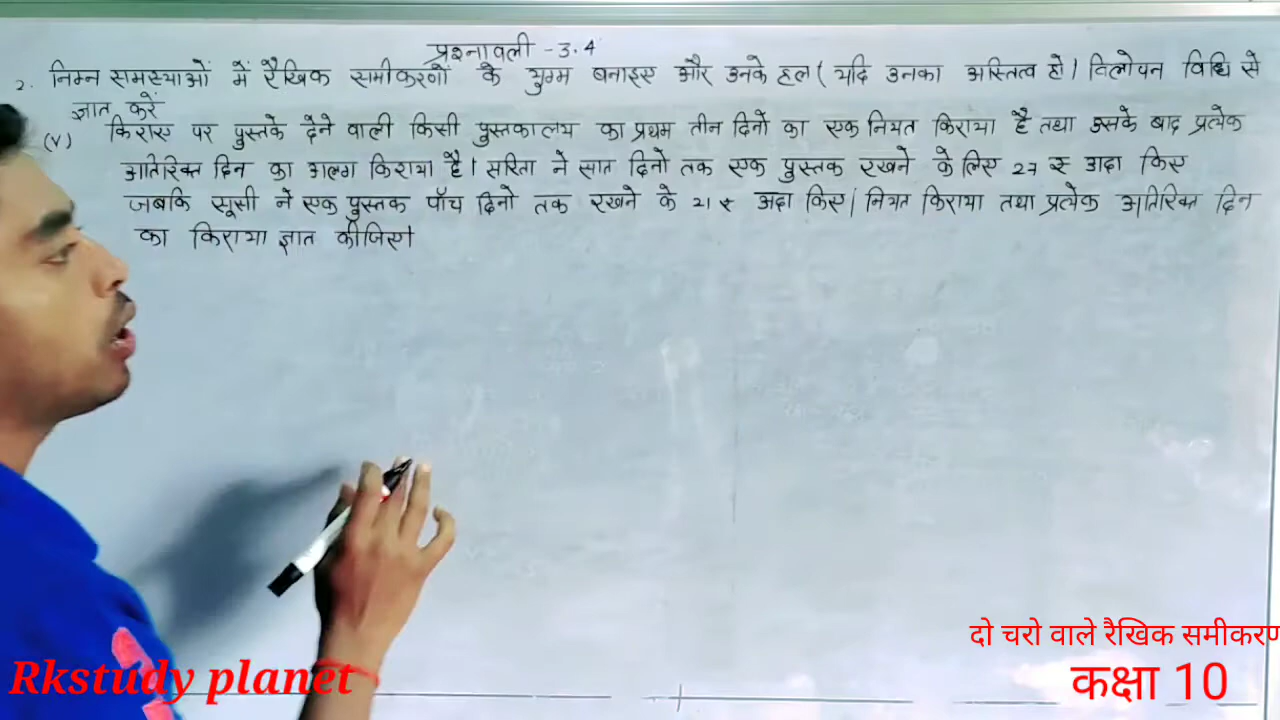 प्रश्नावली - 3.4
2. निम्न समस्याओं में रैखिक समीकरणों के युग्म बनाइए और उनके हल ( यदि उनका अस्तित्व हो। विलोपन विधि से
ज्ञात करें
(V) किराए पर पुस्तके देने वाली किसी पुस्तकालय का प्रथम तीन दिनो का एक नियत किराया है तथा उसके बाद प्रत्येक
अतिरिक्त दिन का अलग किराया है। सरिता ने सात दिनो तक एक पुस्तक रखने के लिए 27 रु अदा किए
जबकि सूसी ने एक पुस्तक पाँच दिनो तक रखने के 21 रु अदा किए। नियत किराया तथा प्रत्येक अतिरिक्त दिन
का किराया ज्ञात कीजिए।
दो चरो वाले रैखिक समीकरण
Rkstudy planet
कक्षा 10